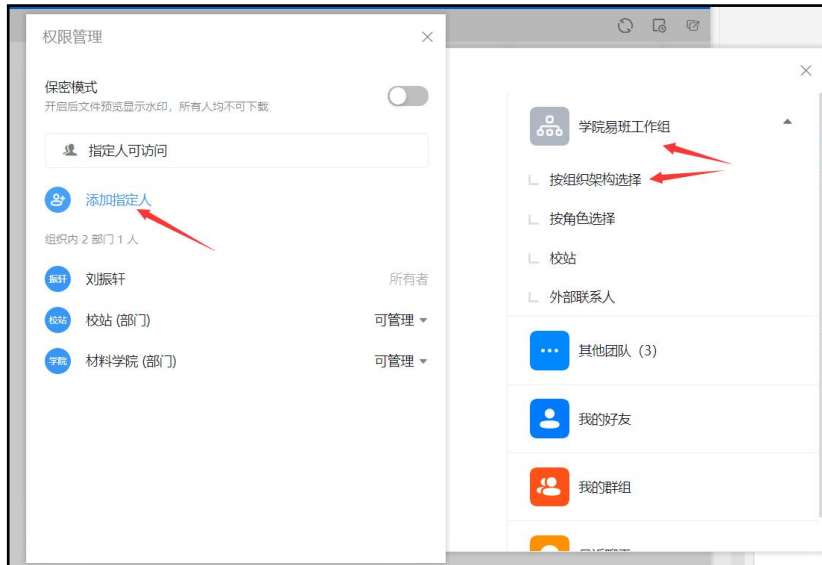 权限管理
保密模式
开启后文件预览显示水印，所有人均不可下载
指定人可访问
添加指定人
组织内 2 部门 1 人
振轩 刘振轩 所有者
校站 校站 (部门) 可管理
学院 材料学院 (部门) 可管理
学院易班工作组
按组织架构选择
按角色选择
校站
外部联系人
其他团队 (3)
我的好友
我的群组